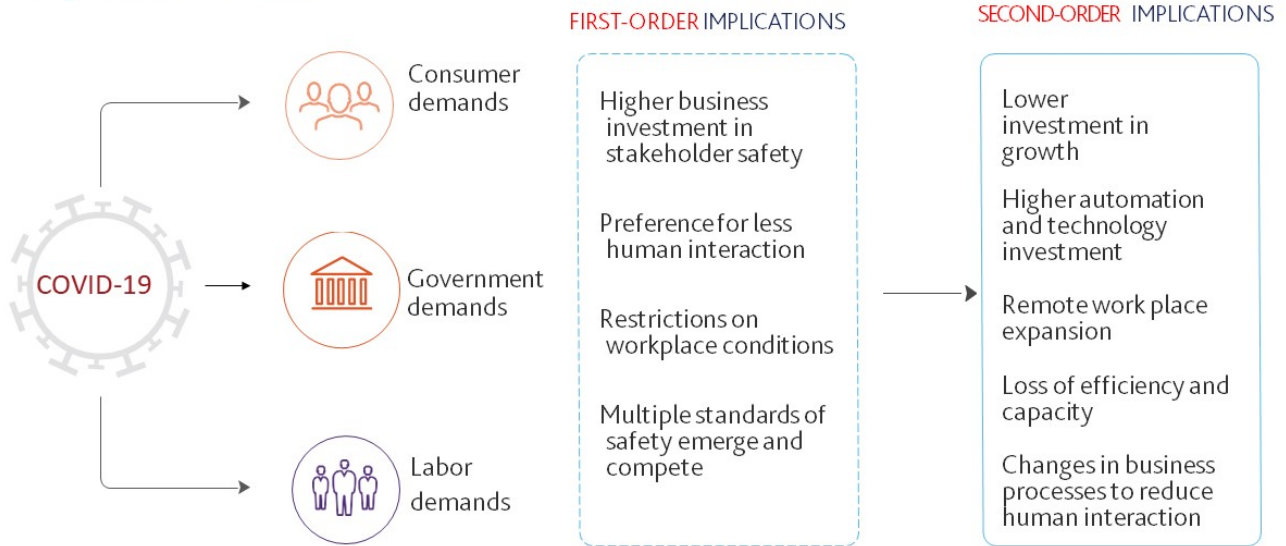 FIRST-ORDER IMPLICATIONS
SECOND-ORDER IMPLICATIONS
COVID-19
Consumer
demands
Government
demands
Labor
demands
Higher business
investment in
stakeholder safety
Preference for less
human interaction
Restrictions on
workplace conditions
Multiple standards of
safety emerge and
compete
Lower
investment in
growth
Higher automation
and technology
investment
Remote work place
expansion
Loss of efficiency and
capacity
Changes in business
processes to reduce
human interaction